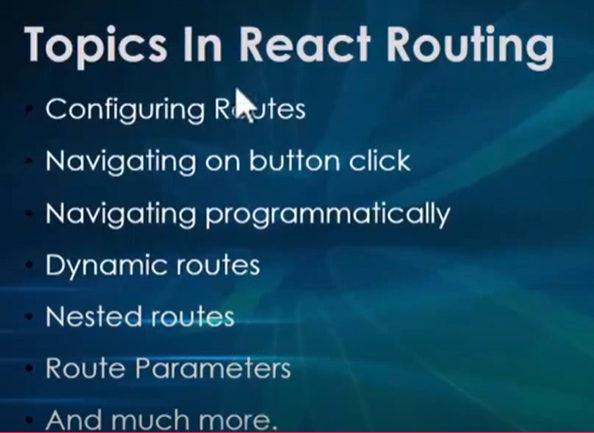 Topics In React Routing
Configuring Routes
Navigating on button click
Navigating programmatically
Dynamic routes
Nested routes
Route Parameters
And much more.